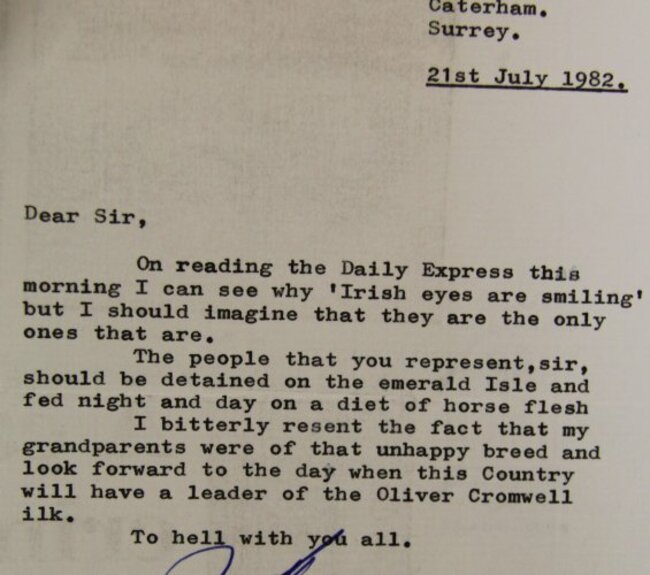 Caterham.
Surrey.
21st July 1982.
Dear Sir,
On reading the Daily Express this
morning I can see why 'Irish eyes are smiling'
but I should imagine that they are the only
ones that are.
The people that you represent,sir,
should be detained on the emerald Isle and
fed night and day on a diet of horse flesh
I bitterly resent the fact that my
grandparents were of that unhappy breed and
look forward to the day when this Country
will have a leader of the Oliver Cromwell
ilk.
To hell with you all.